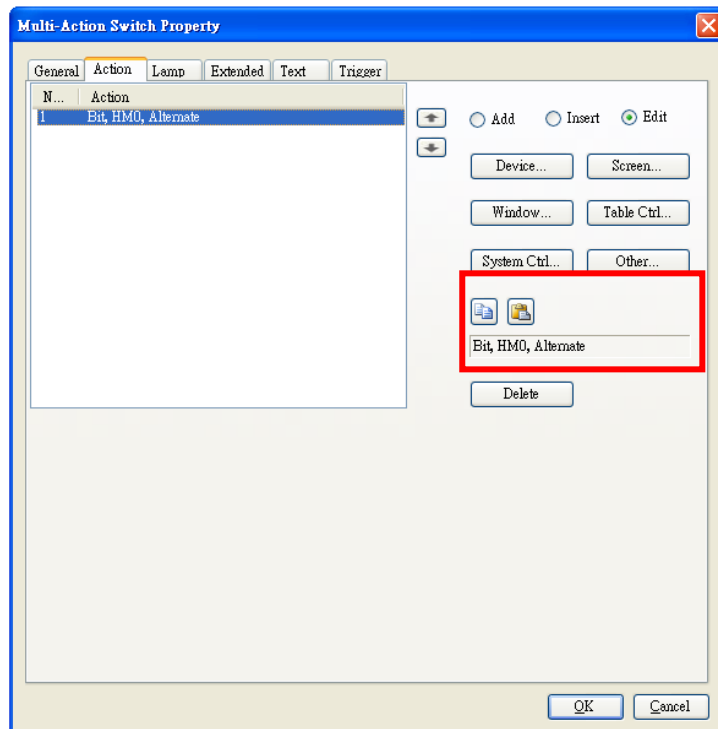 Multi-Action Switch Property
General Action Lamp Extended Text Trigger
N... Action
1 Bit, HM0, Alternate
Add Insert Edit
Device... Screen...
Window... Table Ctrl...
System Ctrl... Other...
Bit, HM0, Alternate
Delete
OK Cancel